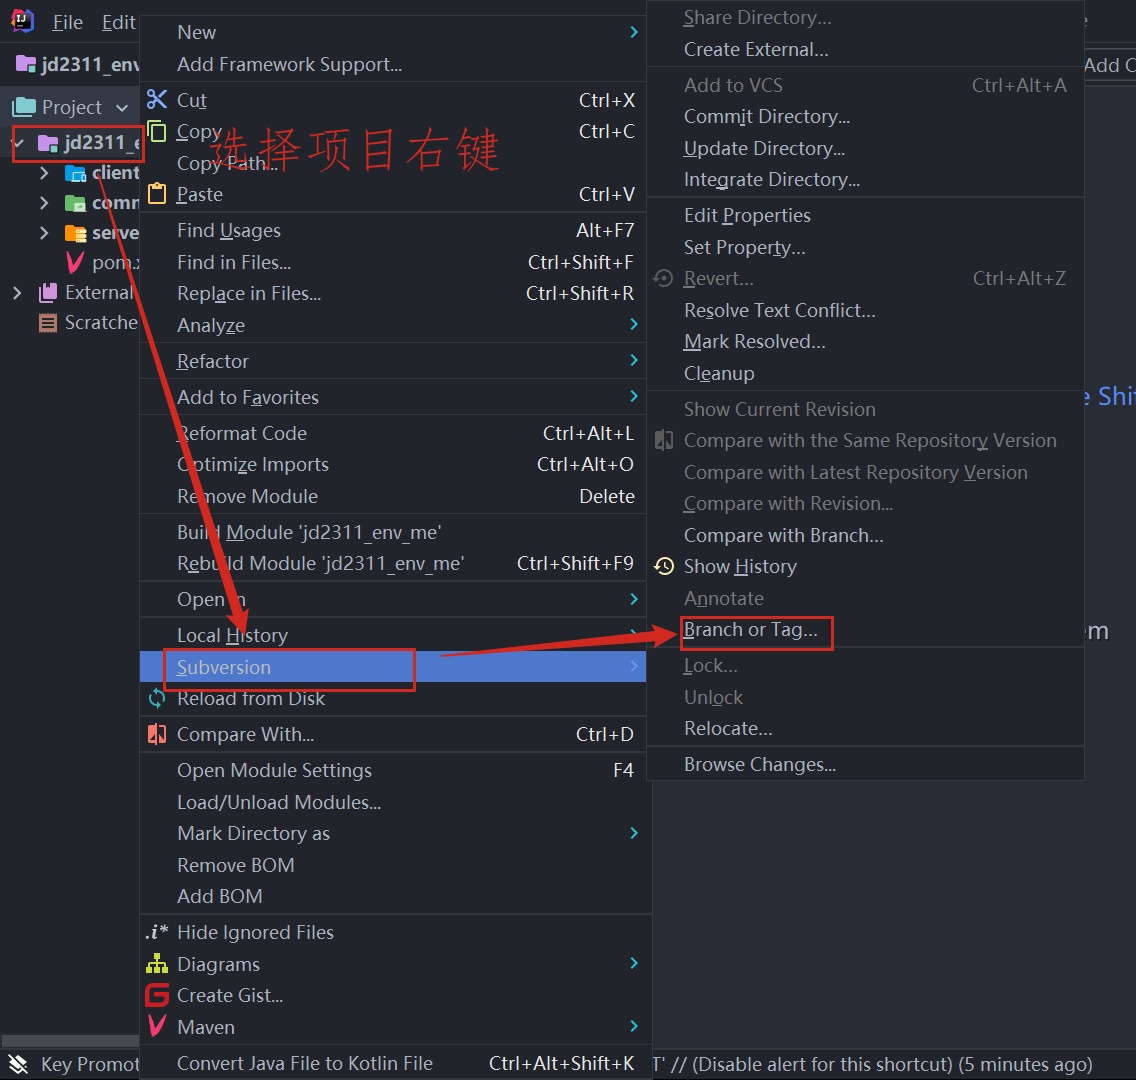 File Edit
jd2311_env
Project
jd2311_e
client
comm
serve
pom.x
External
Scratche
New
Add Framework Support...
Cut Ctrl+X
Copy Ctrl+C
选择项目右键
Copy Path...
Paste Ctrl+V
Find Usages Alt+F7
Find in Files... Ctrl+Shift+F
Replace in Files... Ctrl+Shift+R
Analyze
Refactor
Add to Favorites
Reformat Code Ctrl+Alt+L
Optimize Imports Ctrl+Alt+O
Remove Module Delete
Build Module 'jd2311_env_me'
Rebuild Module 'jd2311_env_me' Ctrl+Shift+F9
Open In
Local History
Subversion
Reload from Disk
Compare With... Ctrl+D
Open Module Settings F4
Load/Unload Modules...
Mark Directory as
Remove BOM
Add BOM
.i* Hide Ignored Files
Diagrams
Create Gist...
Maven
Convert Java File to Kotlin File Ctrl+Alt+Shift+K
Share Directory...
Create External...
Add to VCS Ctrl+Alt+A
Commit Directory...
Update Directory...
Integrate Directory...
Edit Properties
Set Property...
Revert... Ctrl+Alt+Z
Resolve Text Conflict...
Mark Resolved...
Cleanup
Show Current Revision
Compare with the Same Repository Version
Compare with Latest Repository Version
Compare with Revision...
Compare with Branch...
Show History
Annotate
Branch or Tag...
Lock...
Unlock
Relocate...
Browse Changes...
Add C
e Shif
em
Key Promot
T' // (Disable alert for this shortcut) (5 minutes ago)